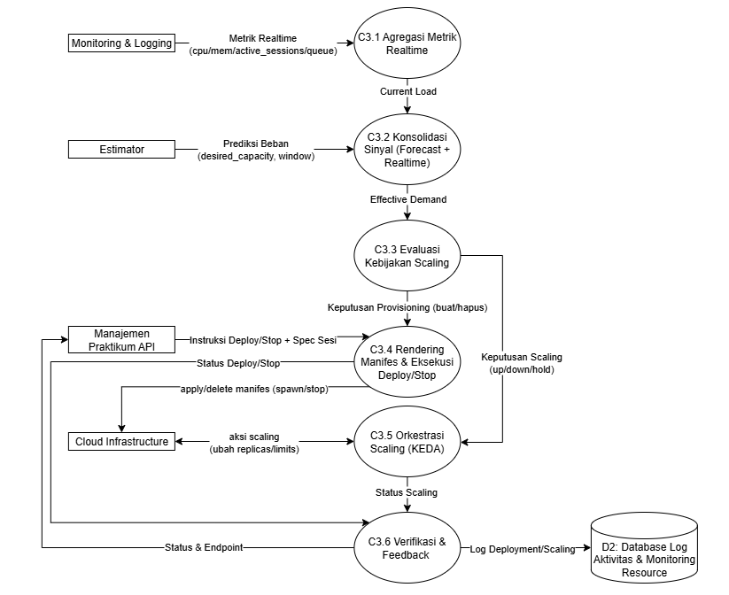 Monitoring & Logging
Metrik Realtime
(cpu/mem/active_sessions/queue)
C3.1 Agregasi Metrik
Realtime
Current Load
Estimator
Prediksi Beban
(desired_capacity, window)
C3.2 Konsolidasi
Sinyal (Forecast +
Realtime)
Effective Demand
C3.3 Evaluasi
Kebijakan Scaling
Keputusan Provisioning (buat/hapus)
Manajemen
Praktikum API
Instruksi Deploy/Stop + Spec Sesi
Status Deploy/Stop
C3.4 Rendering
Manifes & Eksekusi
Deploy/Stop
Keputusan Scaling
(up/down/hold)
apply/delete manifes (spawn/stop)
Cloud Infrastructure
aksi scaling
(ubah replicas/limits)
C3.5 Orkestrasi
Scaling (KEDA)
Status Scaling
Status & Endpoint
C3.6 Verifikasi &
Feedback
Log Deployment/Scaling
D2: Database Log
Aktivitas & Monitoring
Resource